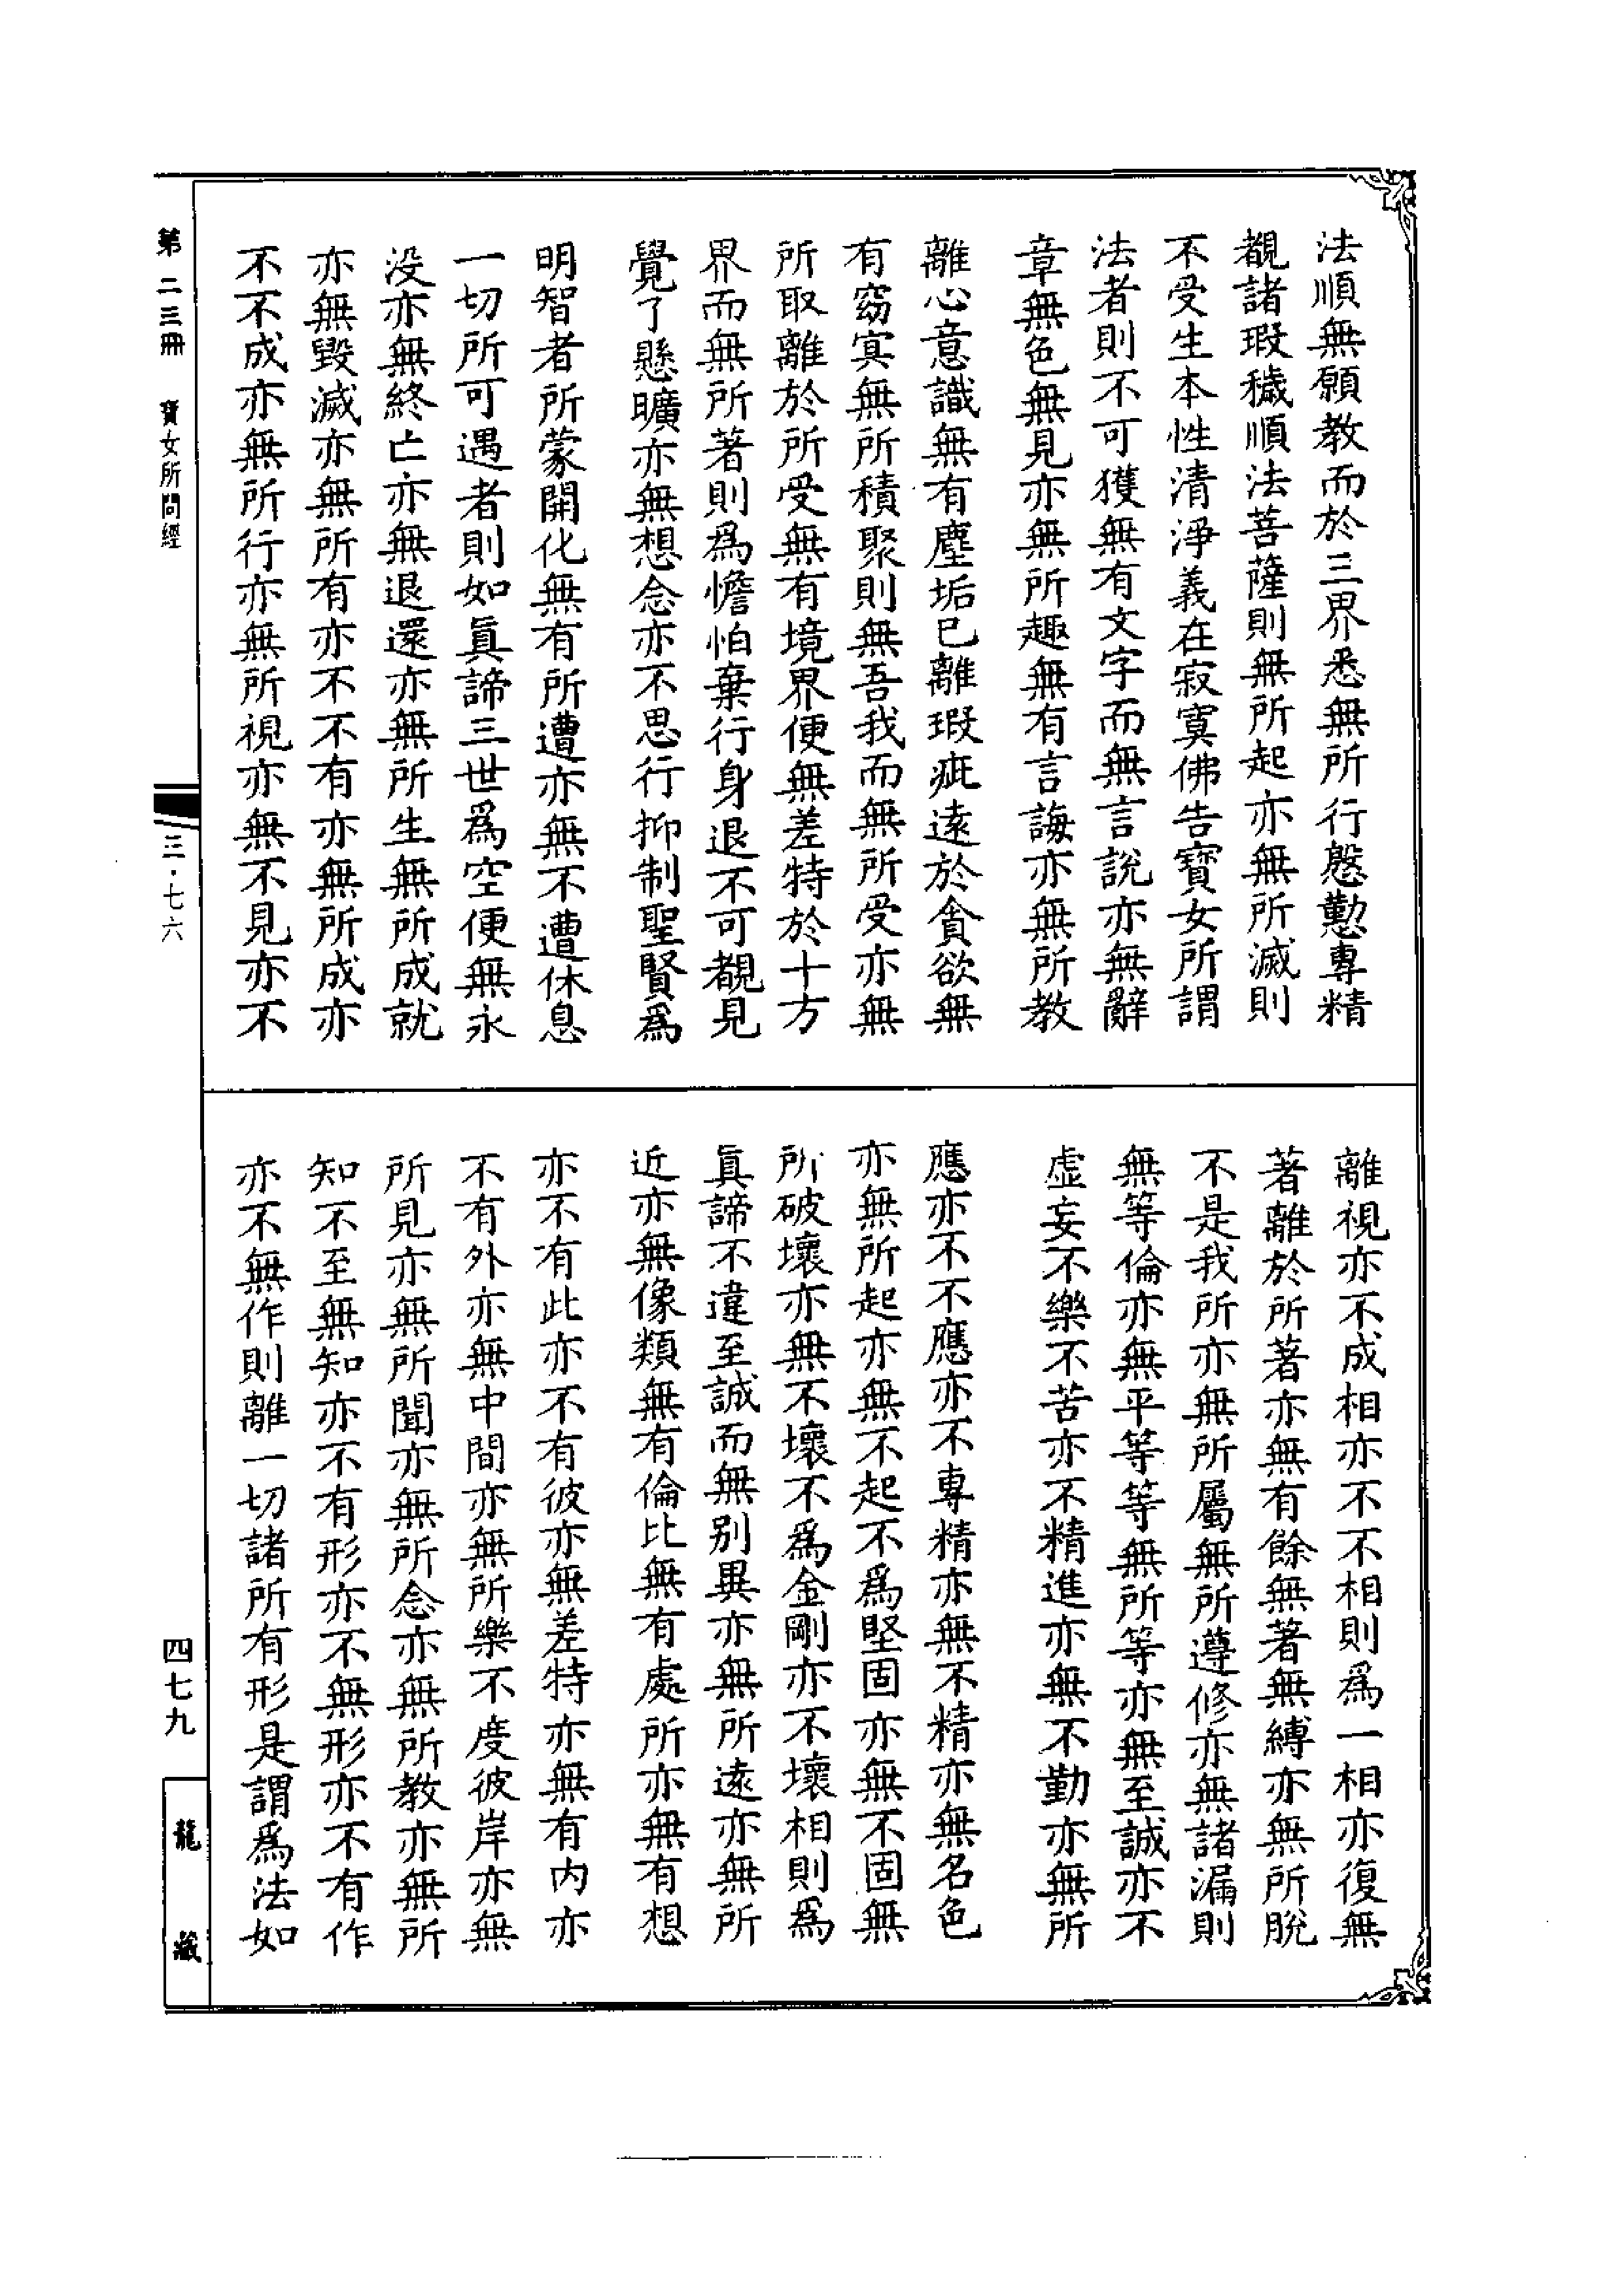 法順無願教而於三界悉無所行慇懃專精
覩諸瑕穢順法菩薩則無所起亦無所滅則
不受生本性清淨義在寂寞佛告寶女所謂
法者則不可獲無有文字而無言說亦無辭
章無色無見亦無所趣無有言誨亦無所教
離心意識無有塵垢已離瑕疵遠於貪欲無
有窈㝠無所積聚則無吾我而無所受亦無
所取離於所受無有境界便無差特於十方
界而無所著則為憺怕棄行身退不可覩見
覺了懸曠亦無想念亦不思行抑制聖賢為
明智者所蒙開化無有所遭亦無不遭休息
一切所可遇者則如眞諦三世為空便無永
没亦無終亡亦無退還亦無所生無所成就
亦無毀滅亦無所有亦不不有亦無所成亦
不不成亦無所行亦無所視亦無不見亦不
離視亦不成相亦不不相則為一相亦復無
著離於所著亦無有餘無著無縛亦無所脫
不是我所亦無所屬無所遵修亦無諸漏則
無等倫亦無平等等無所等亦無至誠亦不
虛妄不樂不苦亦不精進亦無不勤亦無所
應亦不不應亦不專精亦無不精亦無名色
亦無所起亦無不起不為堅固亦無不固無
所破壞亦無不壞不為金剛亦不壞相則為
眞諦不違至誠而無別異亦無所遠亦無所
近亦無像類無有倫比無有處所亦無有想
亦不有此亦不有彼亦無差特亦無有内亦
不有外亦無中間亦無所樂不度彼岸亦無
所見亦無所聞亦無所念亦無所教亦無所
知不至無知亦不有形亦不無形亦不有作
亦不無作則離一切諸所有形是謂為法如
第二三冊 寶女所問經
三·七六
四七九
龍藏